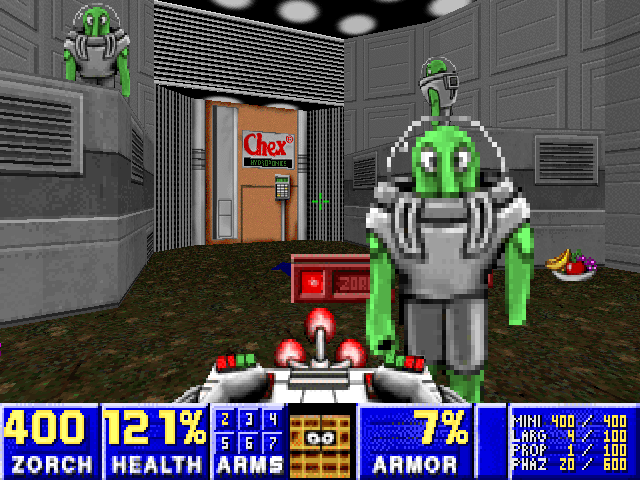 Chex®
HYDROPONICS
ZOR
400
ZORCH
121%
HEALTH
2 3 4
5 6 7
ARMS
7%
ARMOR
MINI 400 / 400
LARG 4 / 100
PROP 1 / 100
PHAZ 20 / 600